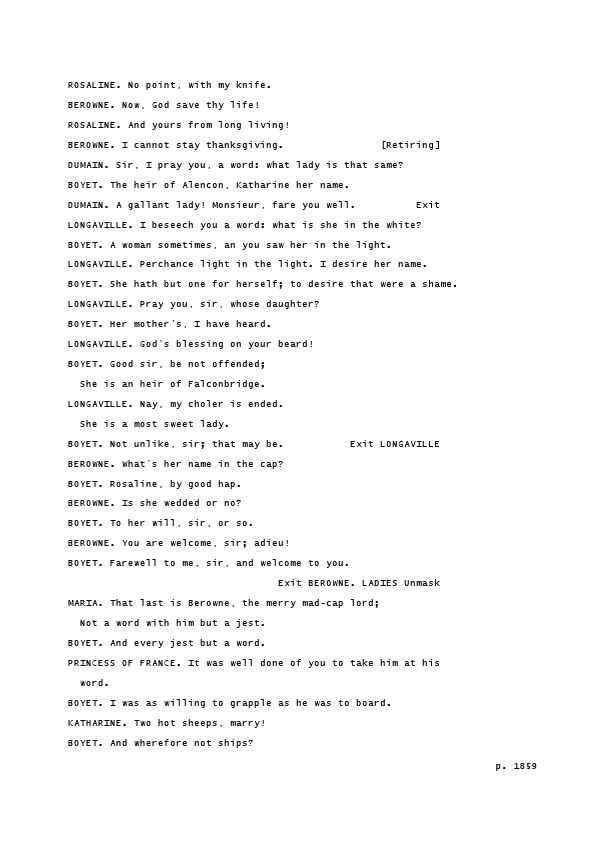 ROSALINE. No point, with my knife.
BEROWNE. Now, God save thy life!
ROSALINE. And yours from long living!
BEROWNE. I cannot stay thanksgiving. [Retiring]
DUMAIN. Sir, I pray you, a word: what lady is that same?
BOYET. The heir of Alencon, Katharine her name.
DUMAIN. A gallant lady! Monsieur, fare you well. Exit
LONGAVILLE. I beseech you a word: what is she in the white?
BOYET. A woman sometimes, an you saw her in the light.
LONGAVILLE. Perchance light in the light. I desire her name.
BOYET. She hath but one for herself; to desire that were a shame.
LONGAVILLE. Pray you, sir, whose daughter?
BOYET. Her mother's, I have heard.
LONGAVILLE. God's blessing on your beard!
BOYET. Good sir, be not offended;
She is an heir of Falconbridge.
LONGAVILLE. Nay, my choler is ended.
She is a most sweet lady.
BOYET. Not unlike, sir; that may be. Exit LONGAVILLE
BEROWNE. What's her name in the cap?
BOYET. Rosaline, by good hap.
BEROWNE. Is she wedded or no?
BOYET. To her will, sir, or so.
BEROWNE. You are welcome, sir; adieu!
BOYET. Farewell to me, sir, and welcome to you.
Exit BEROWNE. LADIES Unmask
MARIA. That last is Berowne, the merry mad-cap lord;
Not a word with him but a jest.
BOYET. And every jest but a word.
PRINCESS OF FRANCE. It was well done of you to take him at his
word.
BOYET. I was as willing to grapple as he was to board.
KATHARINE. Two hot sheeps, marry!
BOYET. And wherefore not ships?
p. 1859